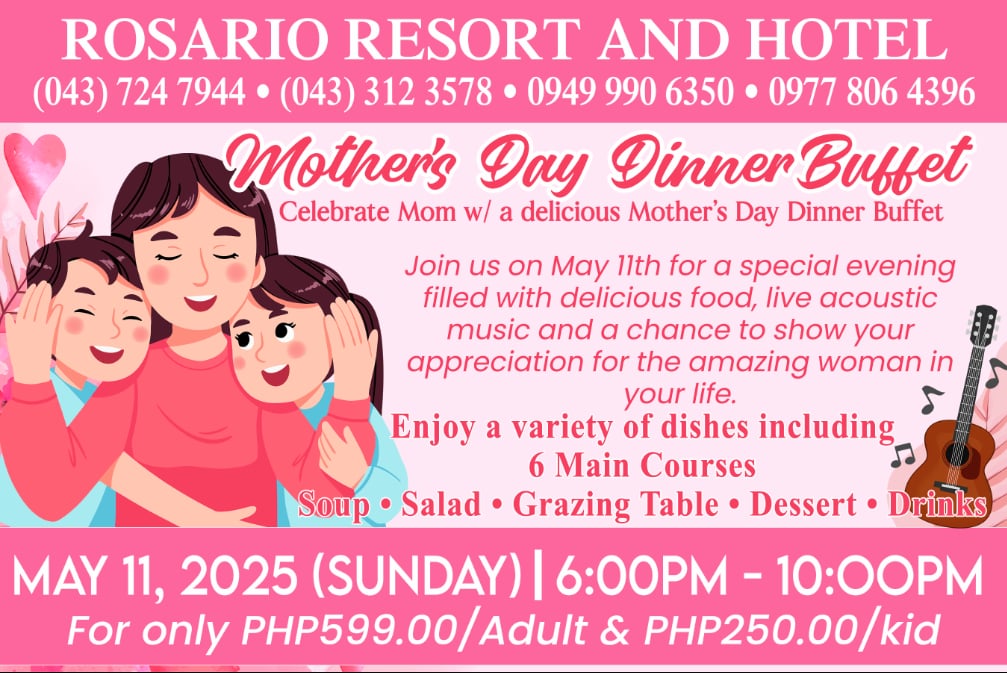 ROSARIO RESORT AND HOTEL
(043) 724 7944 • (043) 312 3578 • 0949 990 6350 • 0977 806 4396
Mother's Day Dinner Buffet
Celebrate Mom w/ a delicious Mother's Day Dinner Buffet
Join us on May 11th for a special evening
filled with delicious food, live acoustic
music and a chance to show your
appreciation for the amazing woman in
your life.
Enjoy a variety of dishes including
6 Main Courses
Soup • Salad • Grazing Table • Dessert • Drinks
MAY 11, 2025 (SUNDAY) | 6:00PM - 10:00PM
For only PHP599.00/Adult & PHP250.00/kid